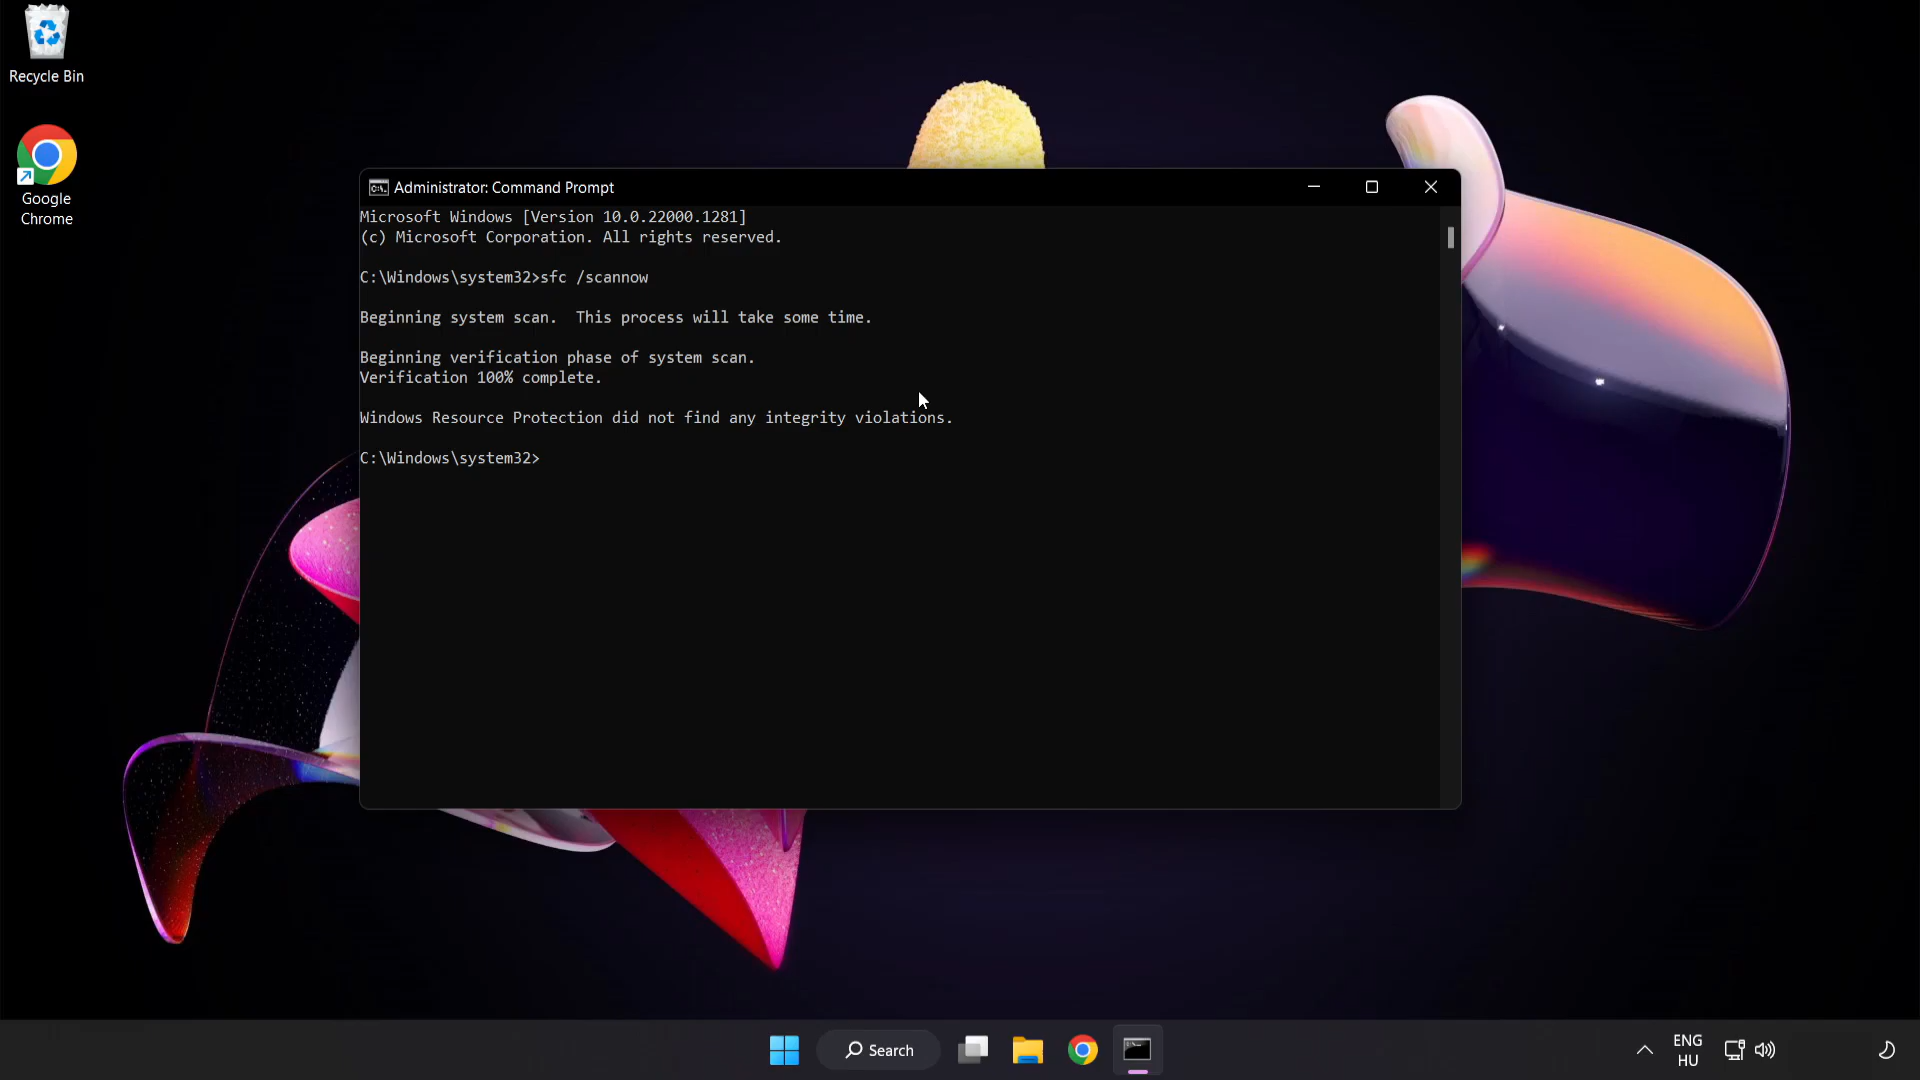 Recycle Bin
Google
Chrome
Administrator: Command Prompt
Microsoft Windows [Version 10.0.22000.1281]
(c) Microsoft Corporation. All rights reserved.
C:\Windows\system32>sfc /scannow
Beginning system scan.  This process will take some time.
Beginning verification phase of system scan.
Verification 100% complete.
Windows Resource Protection did not find any integrity violations.
C:\Windows\system32>
Search
ENG
HU